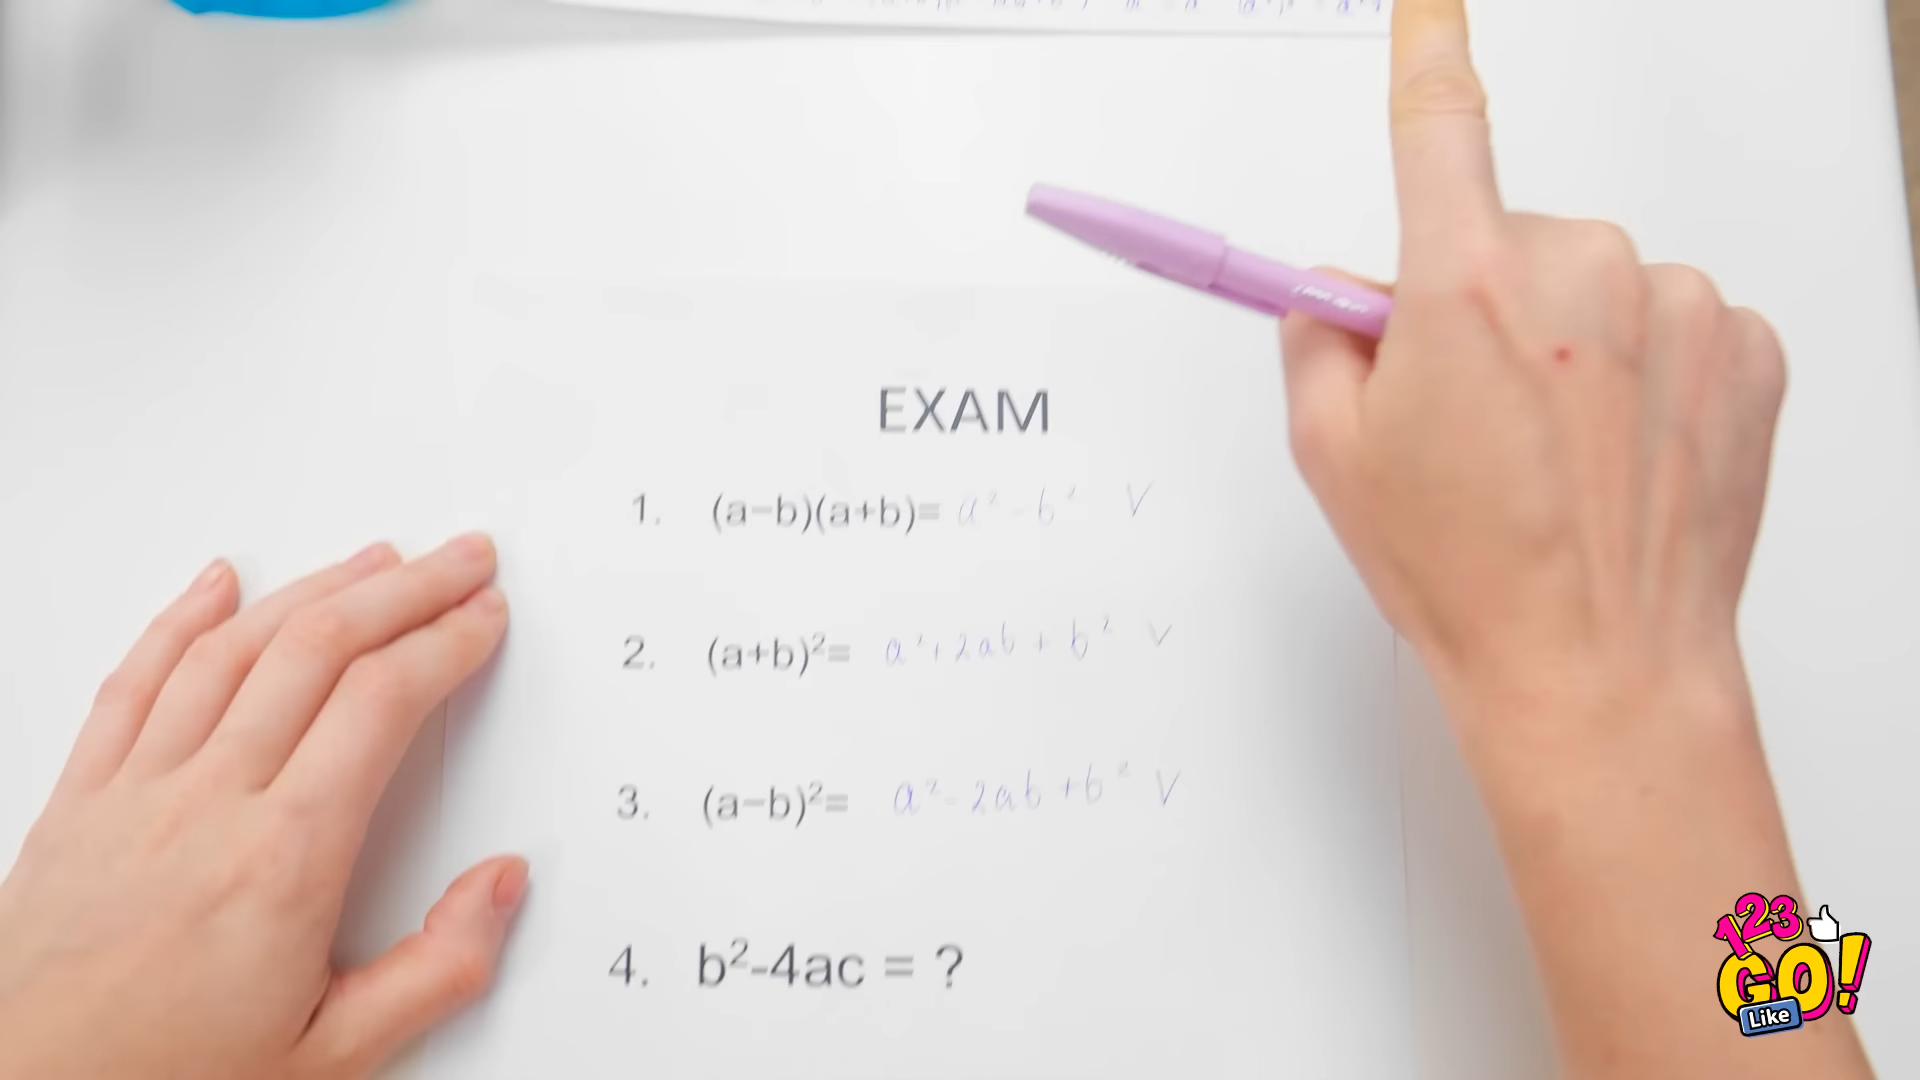 EXAM
1. (a-b)(a+b)= a² - b² V
2. (a+b)²= a²+2ab+b² V
3. (a-b)²= a²-2ab+b² V
4. b²-4ac = ?
123
GO!
Like